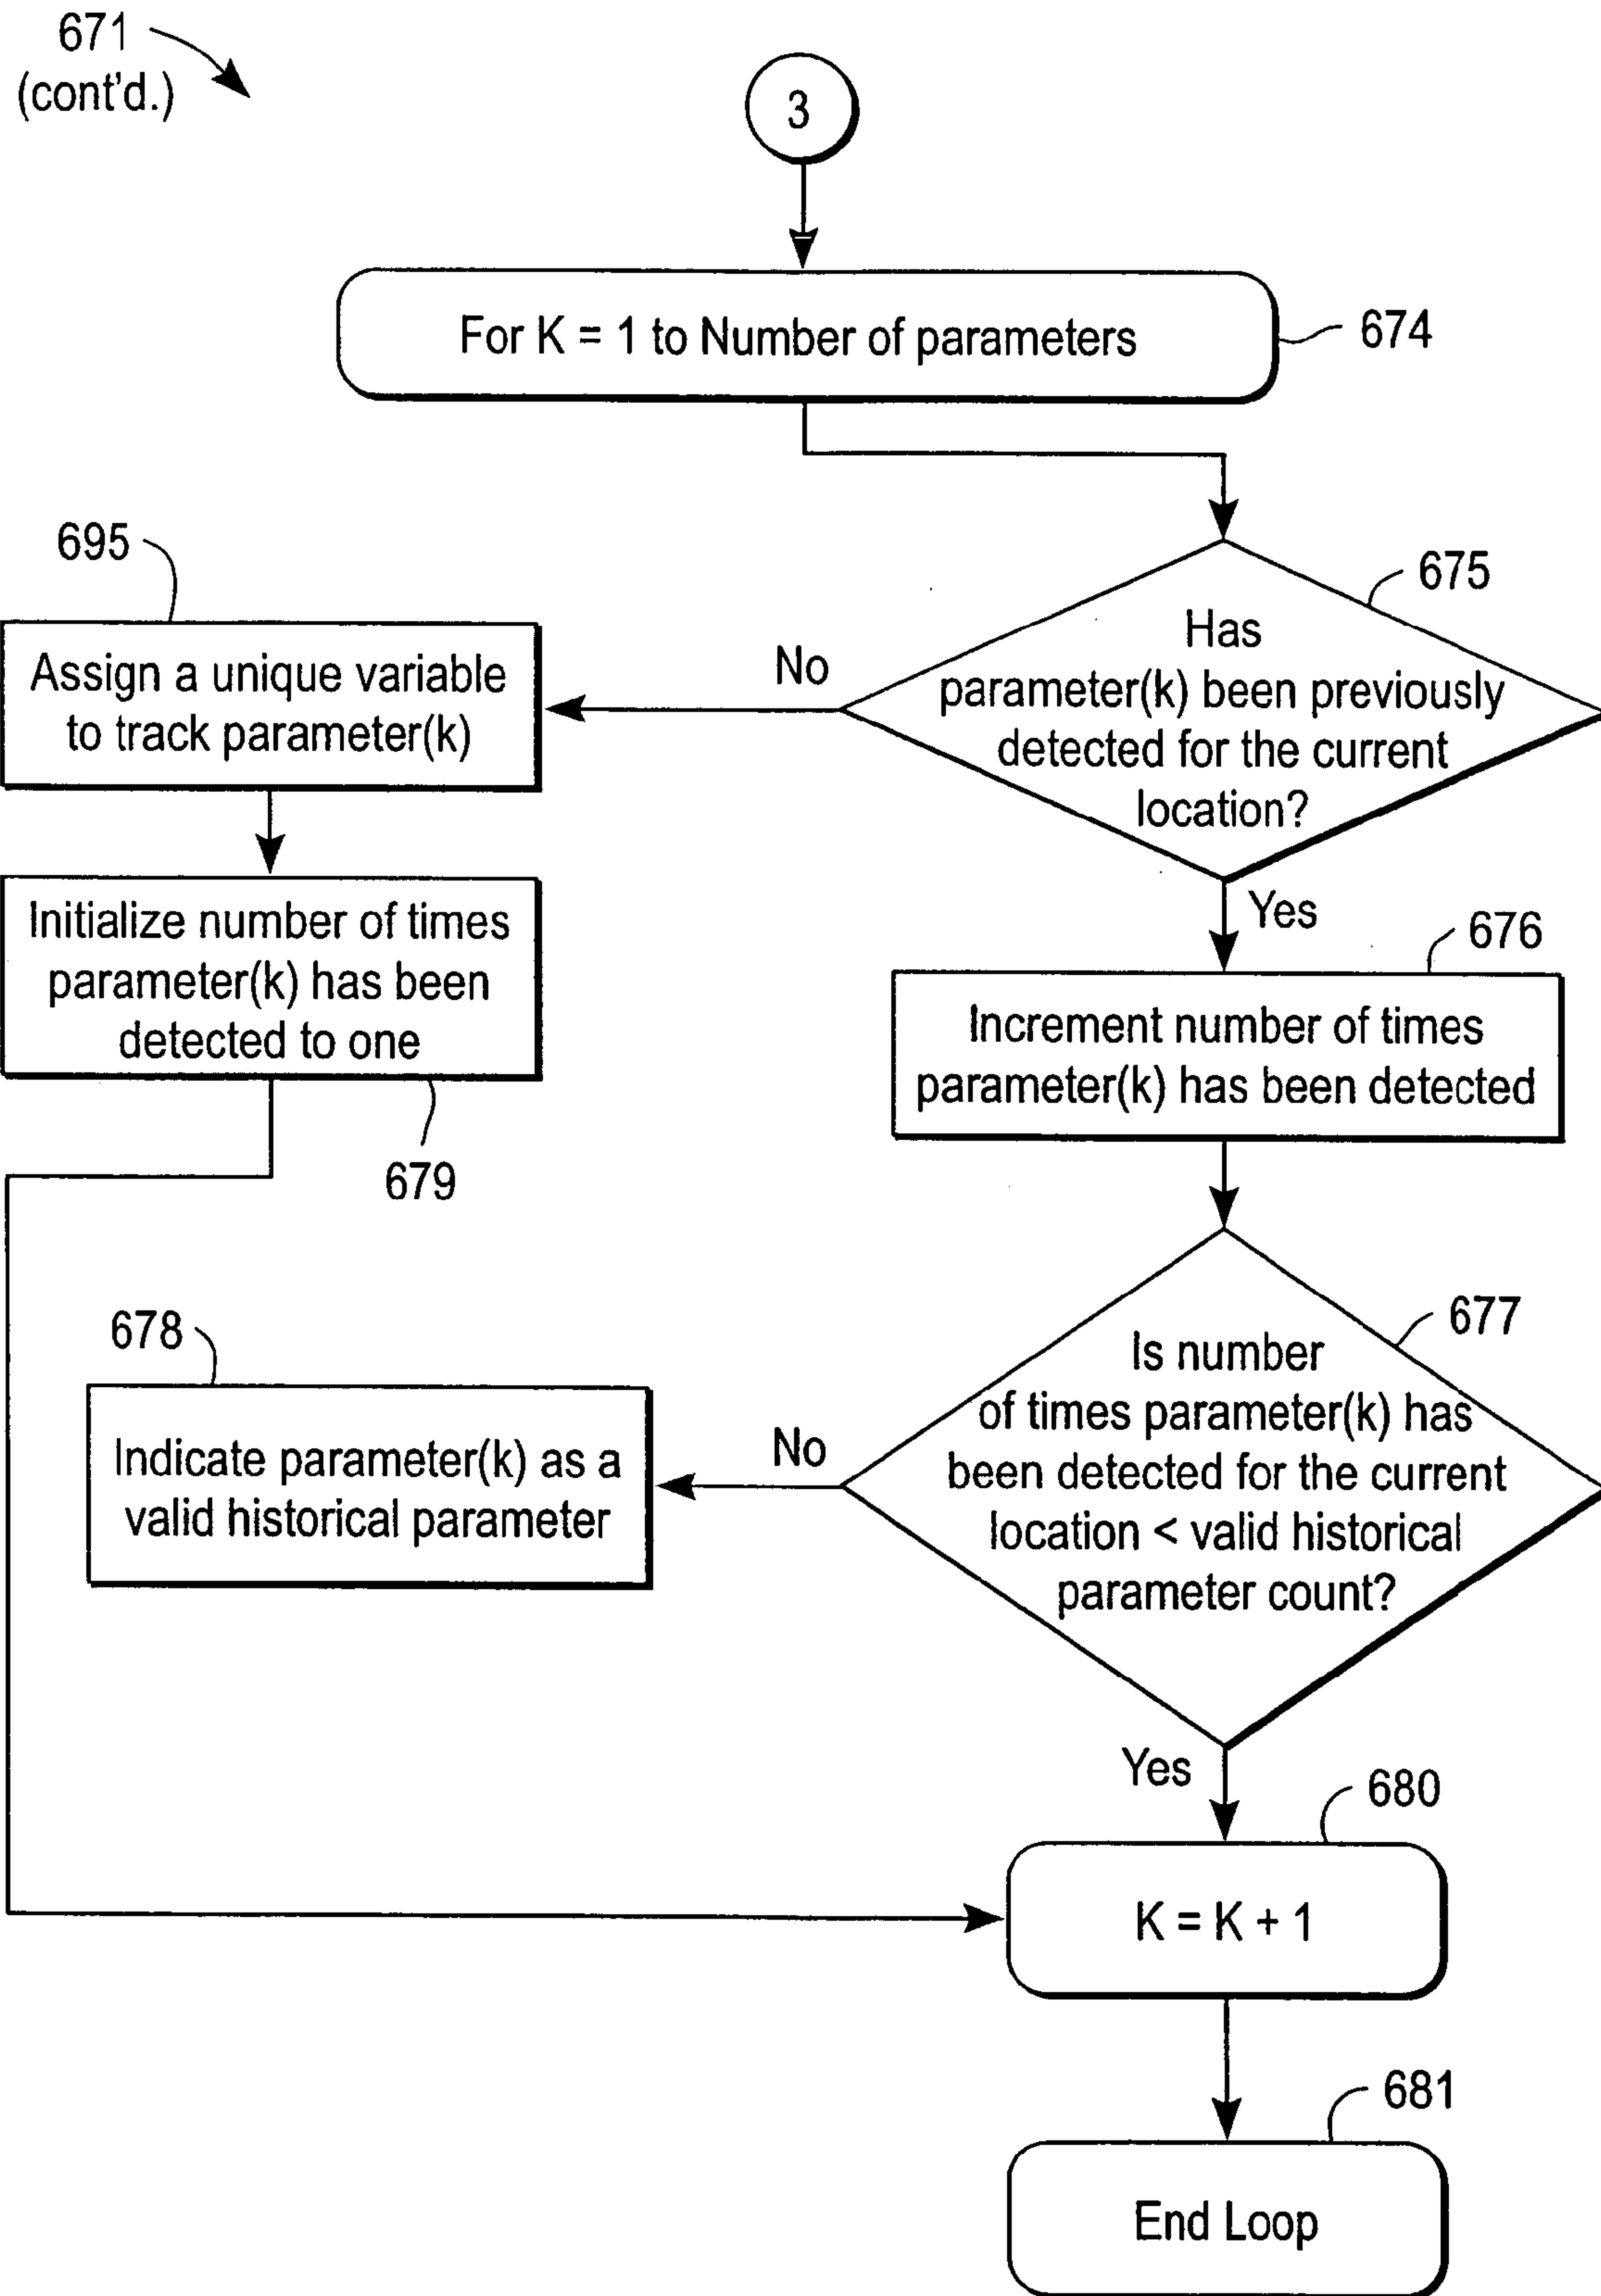 671
(cont'd.)
3
For K = 1 to Number of parameters
674
695
675
Assign a unique variable
to track parameter(k)
No
Has
parameter(k) been previously
detected for the current
location?
Yes
Initialize number of times
parameter(k) has been
detected to one
679
676
Increment number of times
parameter(k) has been detected
678
677
Indicate parameter(k) as a
valid historical parameter
No
Is number
of times parameter(k) has
been detected for the current
location < valid historical
parameter count?
Yes
680
K = K + 1
681
End Loop